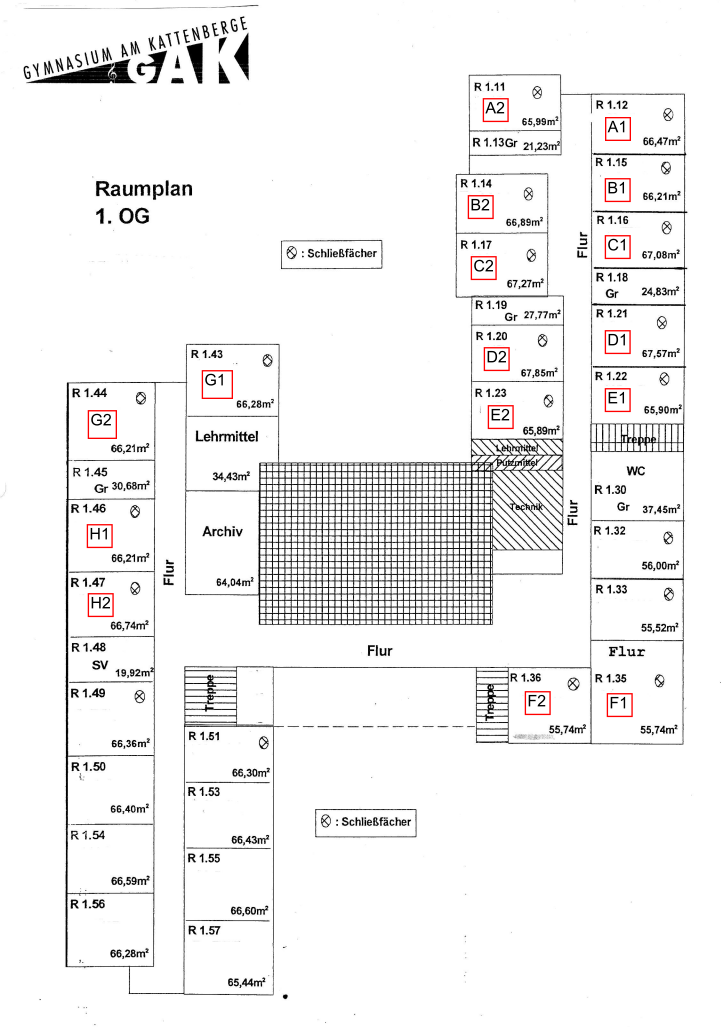 GYMNASIUM AM KATTENBERGE
GAK
Raumplan
1. OG
: Schließfächer
R 1.11
A2
65,99m²
R 1.13Gr 21,23m²
R 1.14
B2
66,89m²
R 1.17
C2
67,27m²
R 1.19
Gr 27,77m²
R 1.20
D2
67,85m²
R 1.23
E2
65,89m²
Lehrmittel
Putzmittel
Technik
Flur
Flur
R 1.12
A1
66,47m²
R 1.15
B1
66,21m²
R 1.16
C1
67,08m²
R 1.18
Gr 24,83m²
R 1.21
D1
67,57m²
R 1.22
E1
65,90m²
Treppe
WC
R 1.30
Gr 37,45m²
R 1.32
56,00m²
R 1.33
55,52m²
Flur
R 1.35
F1
55,74m²
R 1.36
F2
55,74m²
Treppe
Flur
R 1.43
G1
66,28m²
Lehrmittel
34,43m²
Archiv
64,04m²
Flur
R 1.44
G2
66,21m²
R 1.45
Gr 30,68m²
R 1.46
H1
66,21m²
R 1.47
H2
66,74m²
R 1.48
SV 19,92m²
R 1.49
66,36m²
R 1.50
66,40m²
R 1.54
66,59m²
R 1.56
66,28m²
Treppe
R 1.51
66,30m²
R 1.53
66,43m²
R 1.55
66,60m²
R 1.57
65,44m²
: Schließfächer